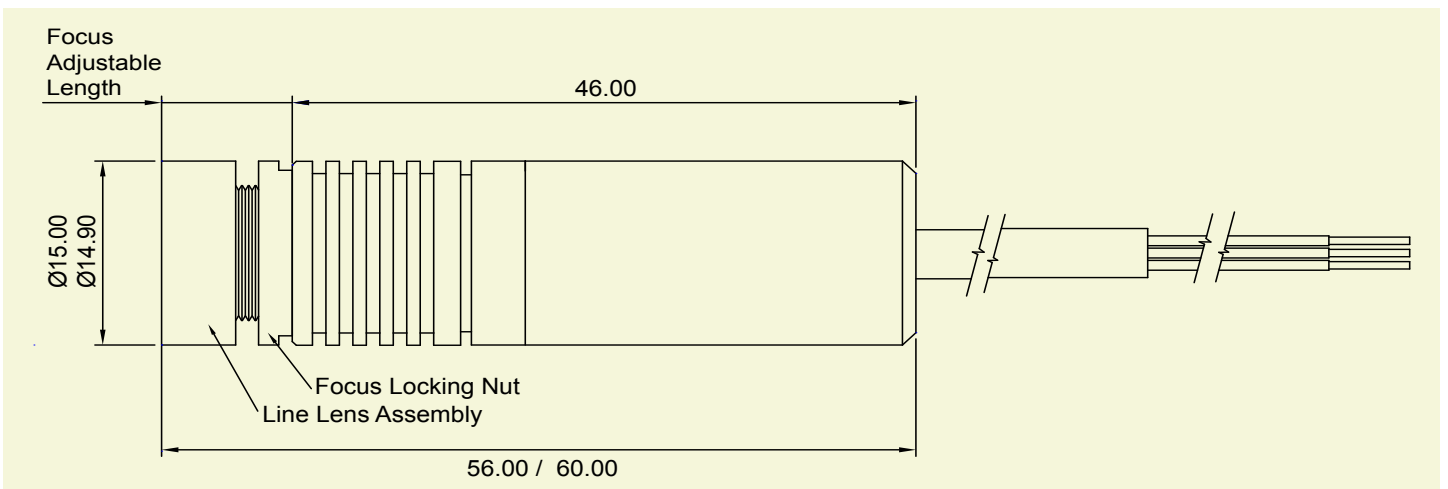 Focus
Adjustable
Length
46.00
Ø15.00
Ø14.90
Focus Locking Nut
Line Lens Assembly
56.00 / 60.00